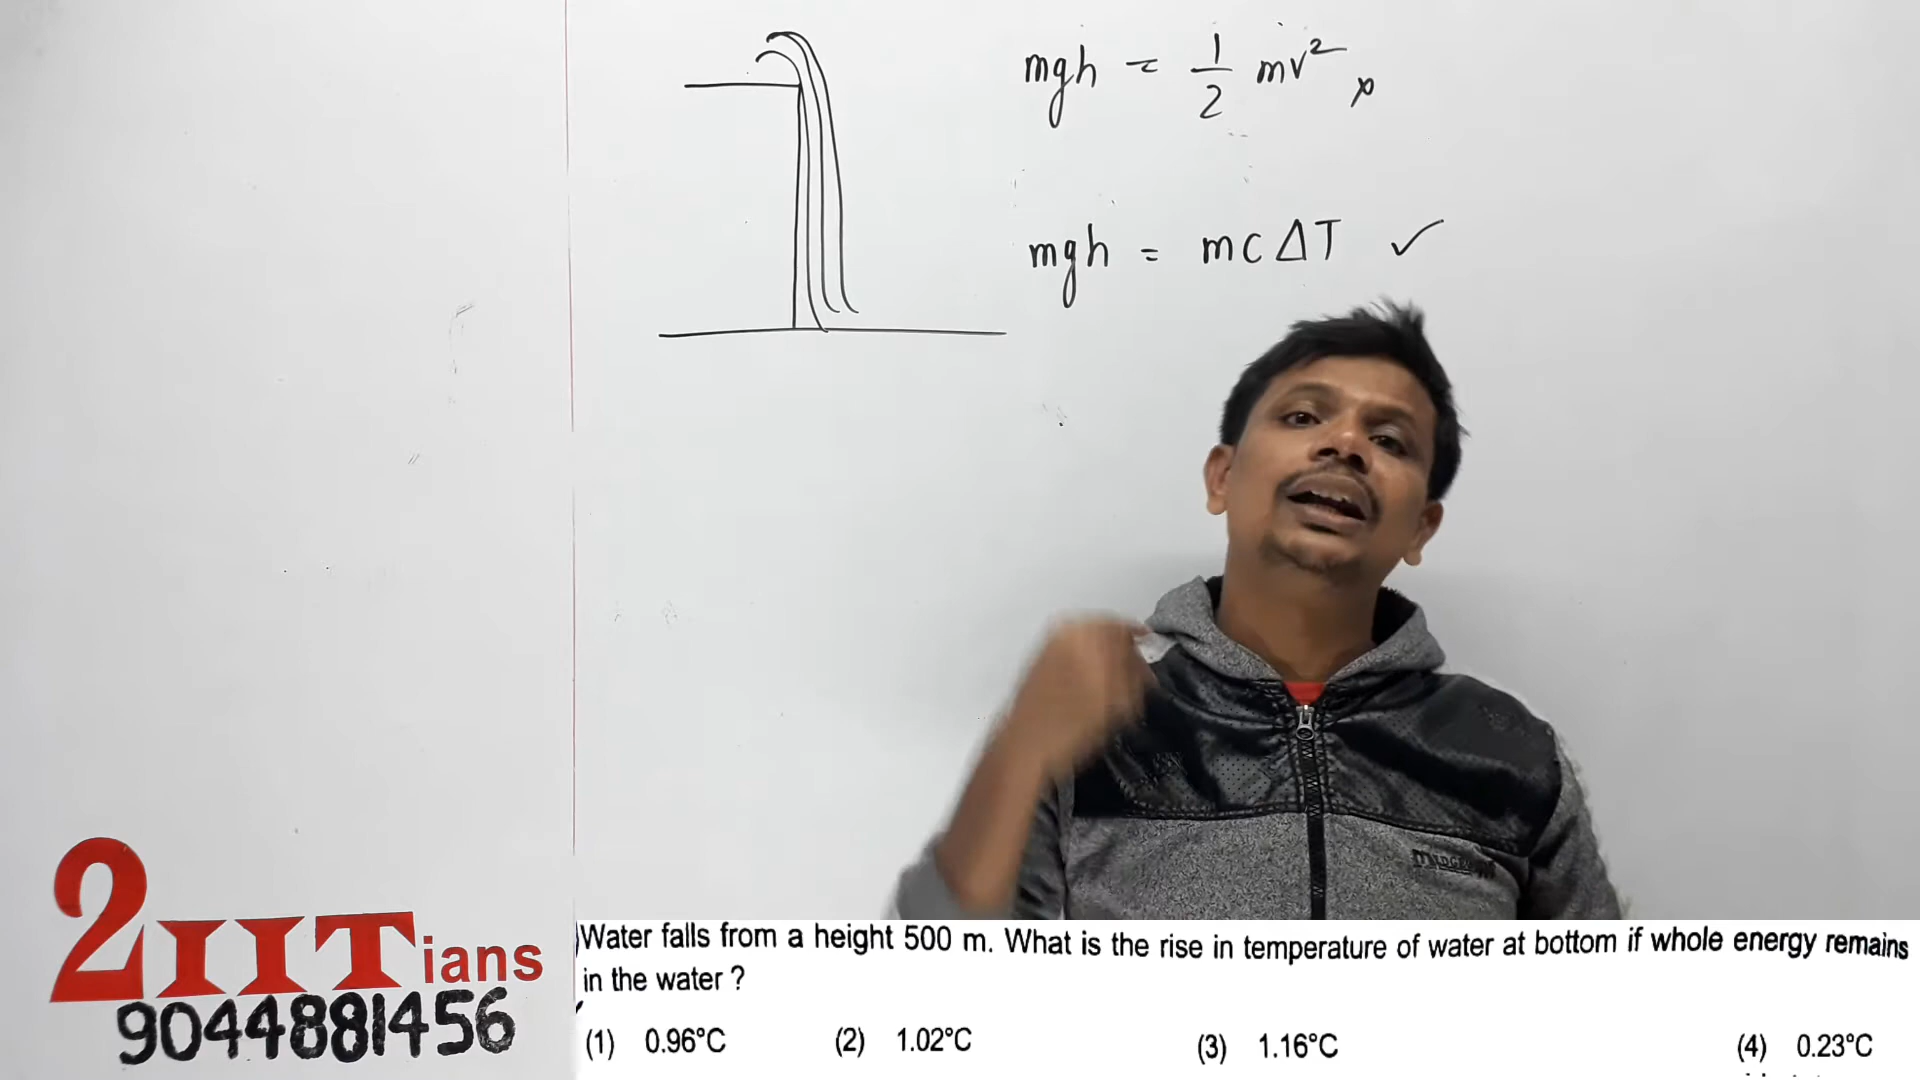 mgh = 1/2 mv² ×
mgh = mcΔT ✓
2IITians
9044881456
Water falls from a height 500 m. What is the rise in temperature of water at bottom if whole energy remains
in the water ?
(1) 0.96°C (2) 1.02°C (3) 1.16°C (4) 0.23°C